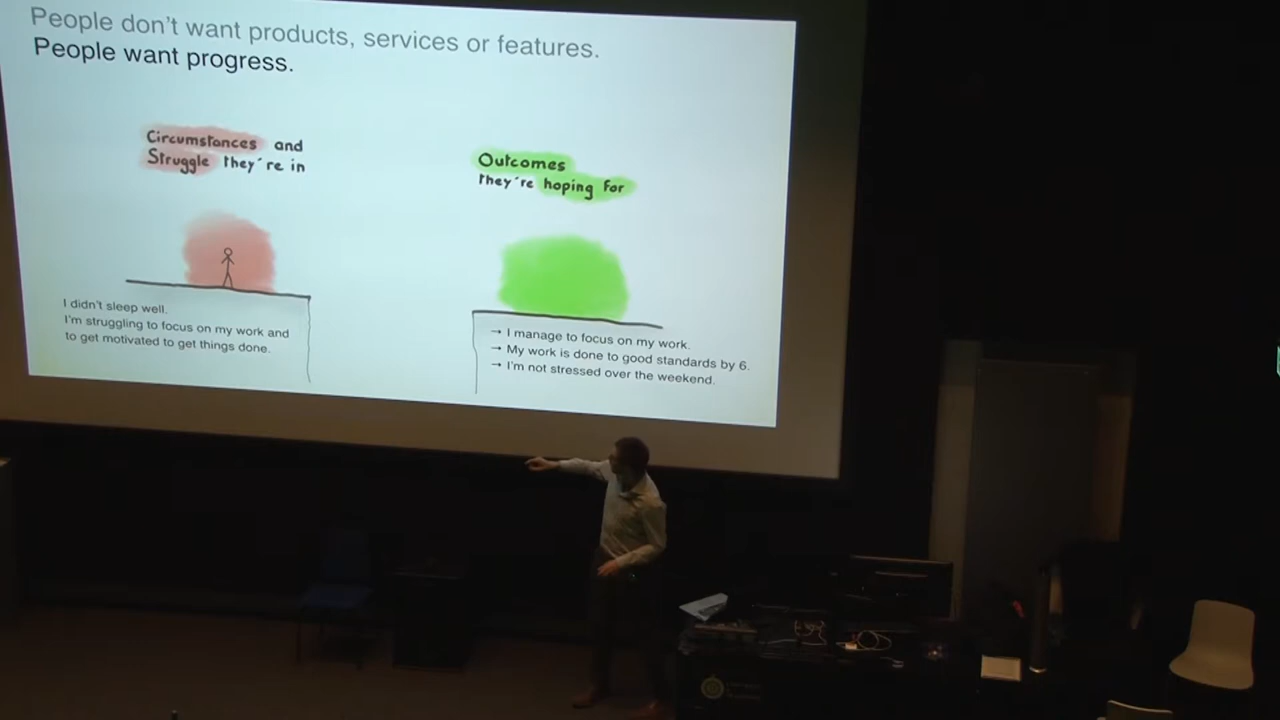 People don't want products, services or features.
People want progress.
Circumstances and
Struggle they're in
Outcomes
they're hoping for
I didn't sleep well.
I'm struggling to focus on my work and
to get motivated to get things done.
→ I manage to focus on my work.
→ My work is done to good standards by 6.
→ I'm not stressed over the weekend.